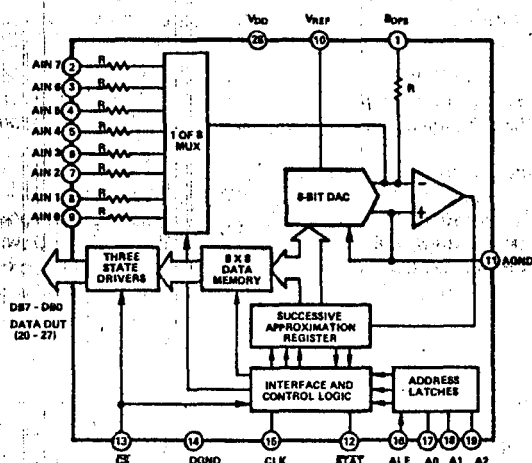 VDD VREF BOFS
28 10 1
AIN 7 2 R
AIN 6 3 R
AIN 5 4 R
AIN 4 5 R
AIN 3 6 R
AIN 2 7 R
AIN 1 8 R
AIN 0 9 R
1 OF 8
MUX
R
8-BIT DAC
−
+
11 AGND
THREE
STATE
DRIVERS
8 X 8
DATA
MEMORY
DB7 - DB0
DATA OUT
(20 - 27)
SUCCESSIVE
APPROXIMATION
REGISTER
INTERFACE AND
CONTROL LOGIC
ADDRESS
LATCHES
13 14 15 12 16 17 18 19
CS DGND CLK STAT ALE A0 A1 A2